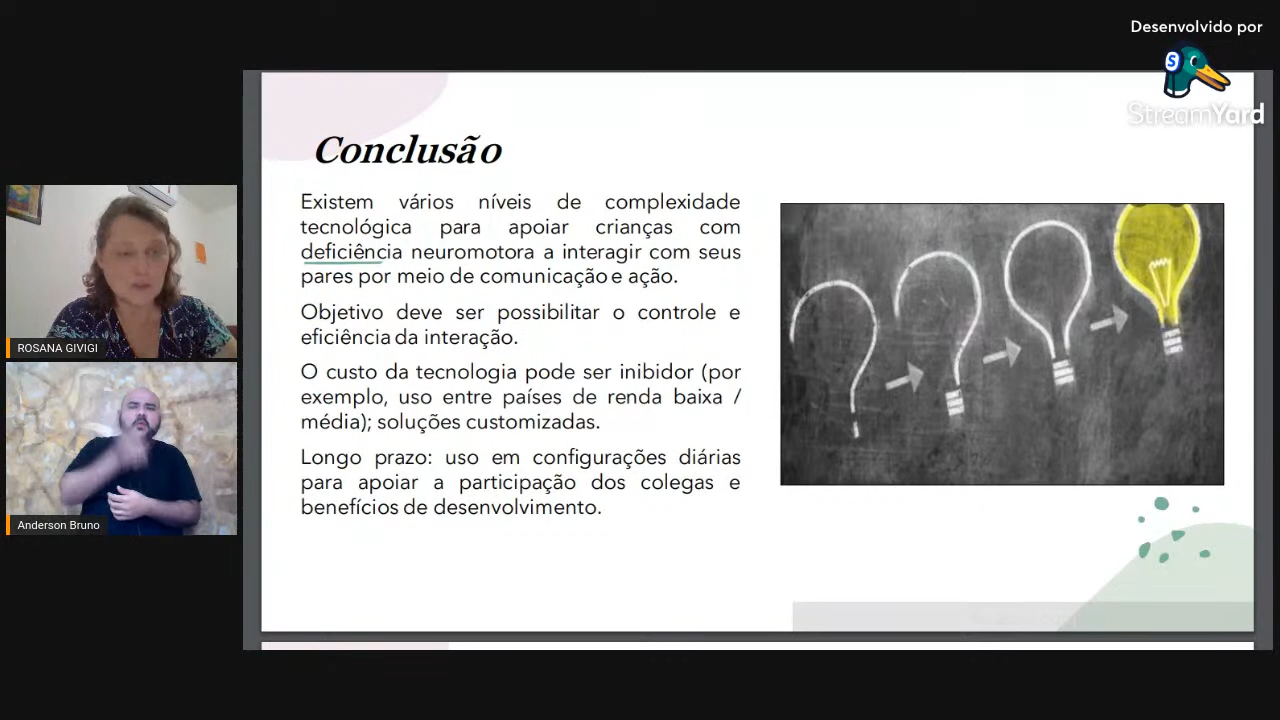 Desenvolvido por
StreamYard
Conclusão
Existem vários níveis de complexidade
tecnológica para apoiar crianças com
deficiência neuromotora a interagir com seus
pares por meio de comunicação e ação.
Objetivo deve ser possibilitar o controle e
eficiência da interação.
O custo da tecnologia pode ser inibidor (por
exemplo, uso entre países de renda baixa /
média); soluções customizadas.
Longo prazo: uso em configurações diárias
para apoiar a participação dos colegas e
benefícios de desenvolvimento.
ROSANA GIVIGI
Anderson Bruno